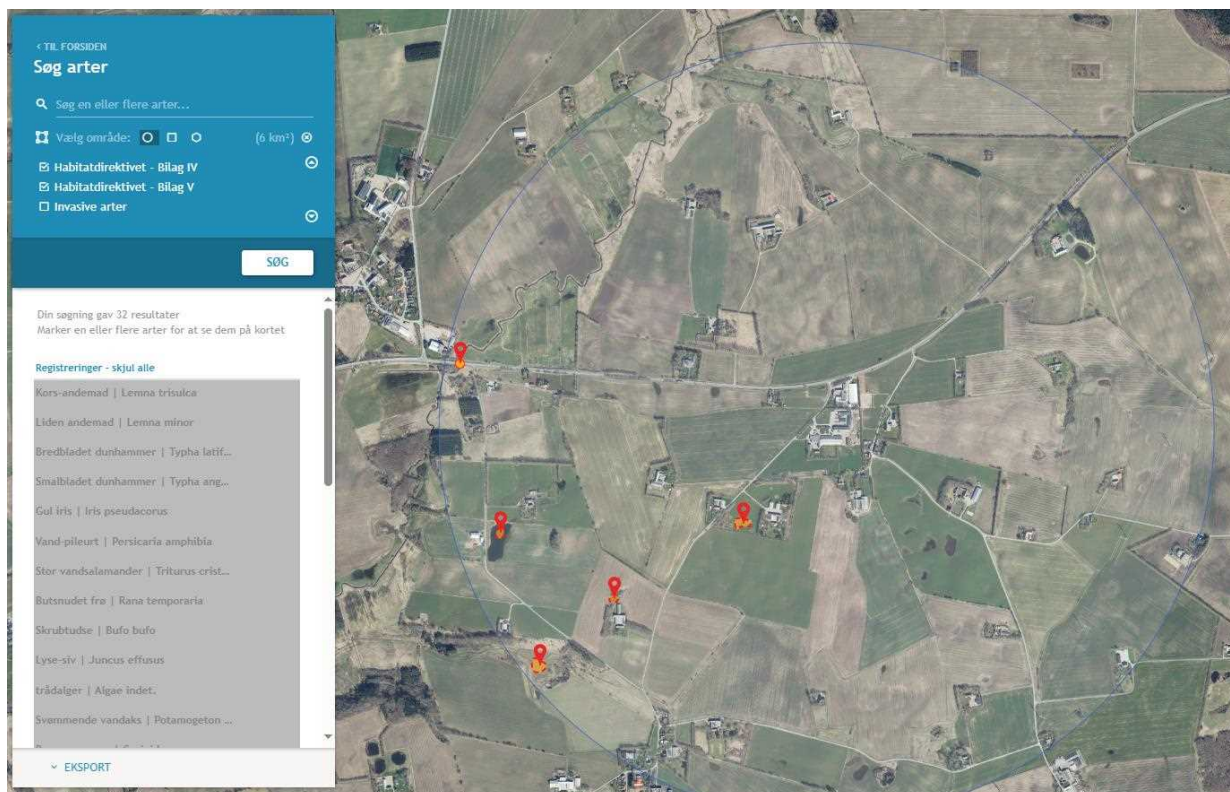 < TIL FORSIDEN
Søg arter
Søg en eller flere arter...
Vælg område: (6 km²)
Habitatdirektivet - Bilag IV
Habitatdirektivet - Bilag V
Invasive arter
SØG
Din søgning gav 32 resultater
Marker en eller flere arter for at se dem på kortet
Registreringer - skjul alle
Kors-andemad | Lemna trisulca
Liden andemad | Lemna minor
Bredbladet dunhammer | Typha latif...
Smalbladet dunhammer | Typha ang...
Gul iris | Iris pseudacorus
Vand-pileurt | Persicaria amphibia
Stor vandsalamander | Triturus crist...
Butsnudet frø | Rana temporaria
Skrubtudse | Bufo bufo
Lyse-siv | Juncus effusus
trådalger | Algae indet.
Svømmende vandaks | Potamogeton ...
EKSPORT